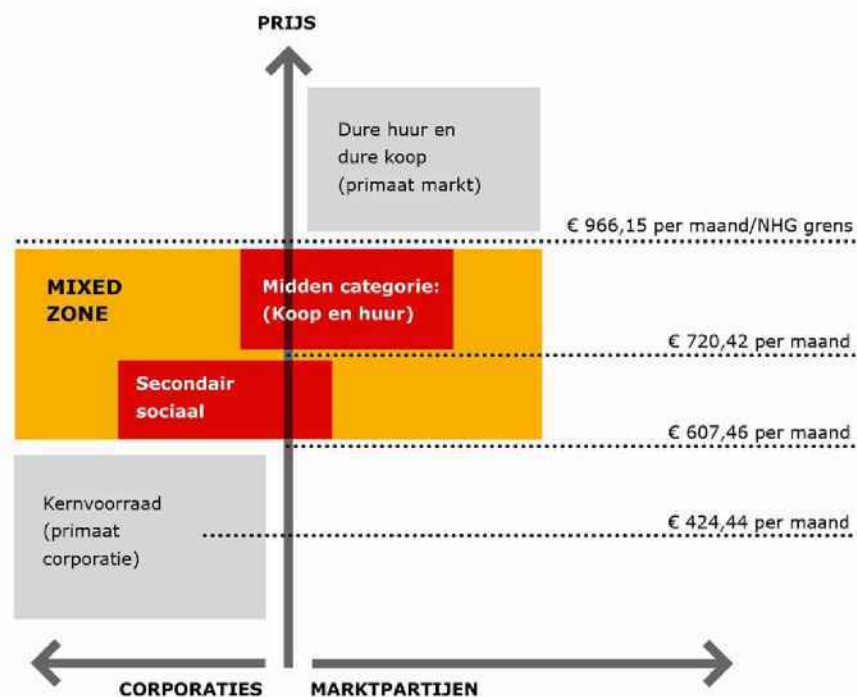 PRIJS
Dure huur en
dure koop
(primaat markt)
€ 966,15 per maand/NHG grens
MIXED
ZONE
Midden categorie:
(Koop en huur)
€ 720,42 per maand
Secondair
sociaal
€ 607,46 per maand
Kernvoorraad
(primaat
corporatie)
€ 424,44 per maand
CORPORATIES
MARKTPARTIJEN